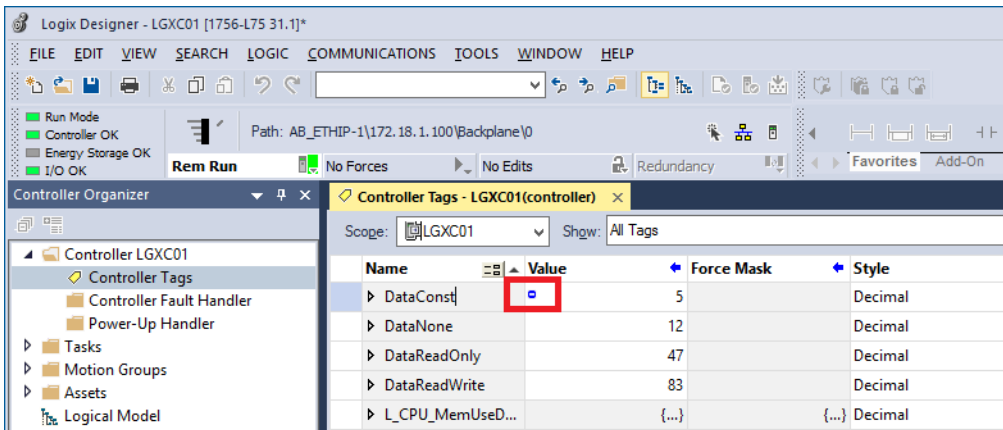 Logix Designer - LGXC01 [1756-L75 31.1]*
FILE EDIT VIEW SEARCH LOGIC COMMUNICATIONS TOOLS WINDOW HELP
Run Mode
Controller OK
Energy Storage OK
I/O OK
Path: AB_ETHIP-1\172.18.1.100\Backplane\0
Rem Run No Forces No Edits Redundancy
Favorites Add-On
Controller Organizer
Controller Tags - LGXC01(controller)
Scope: LGXC01 Show: All Tags
Controller LGXC01
Controller Tags
Controller Fault Handler
Power-Up Handler
Tasks
Motion Groups
Assets
Logical Model
Name Value Force Mask Style
DataConst 5 Decimal
DataNone 12 Decimal
DataReadOnly 47 Decimal
DataReadWrite 83 Decimal
L_CPU_MemUseD... {...} {...} Decimal